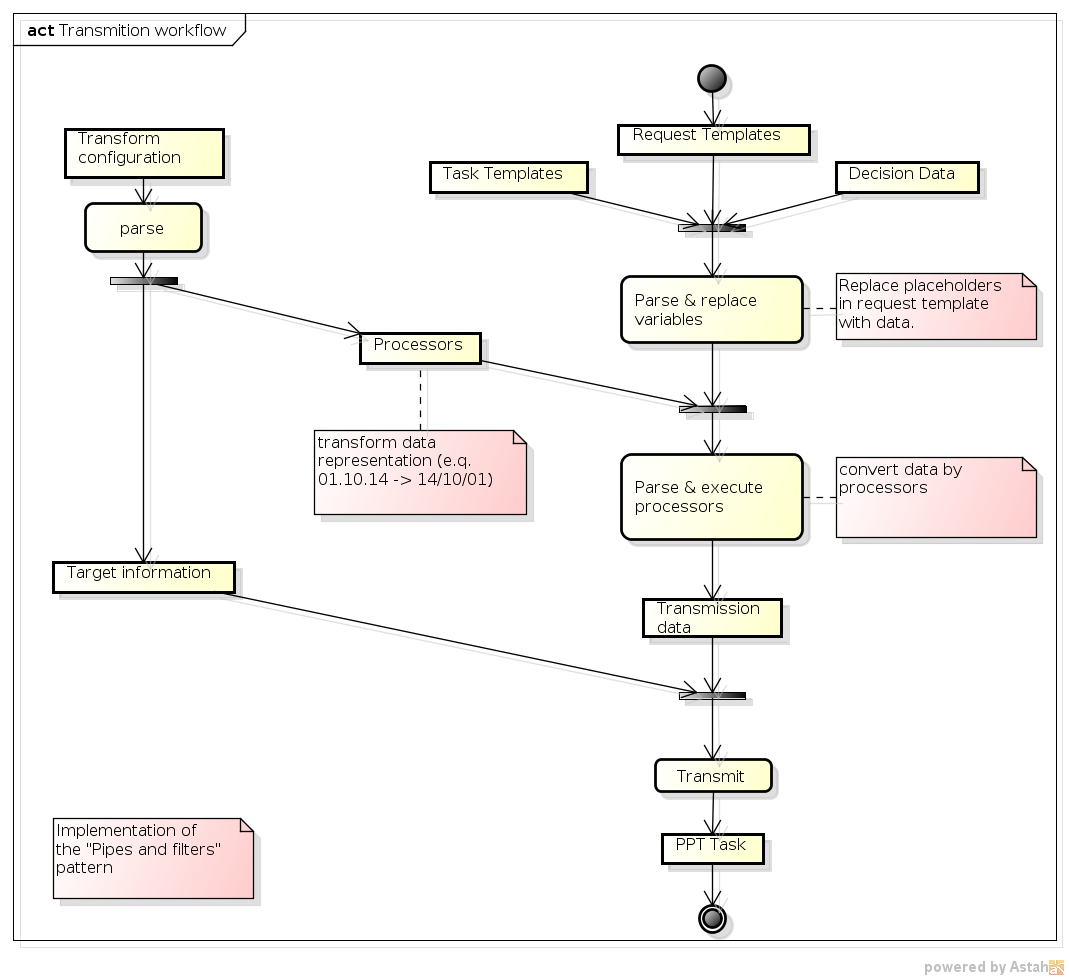 act Transmition workflow
Transform
configuration
parse
Request Templates
Task Templates
Decision Data
Parse & replace
variables
Replace placeholders
in request template
with data.
Processors
transform data
representation (e.q.
01.10.14 -> 14/10/01)
Parse & execute
processors
convert data by
processors
Target information
Transmission
data
Transmit
PPT Task
Implementation of
the "Pipes and filters"
pattern
powered by Astah